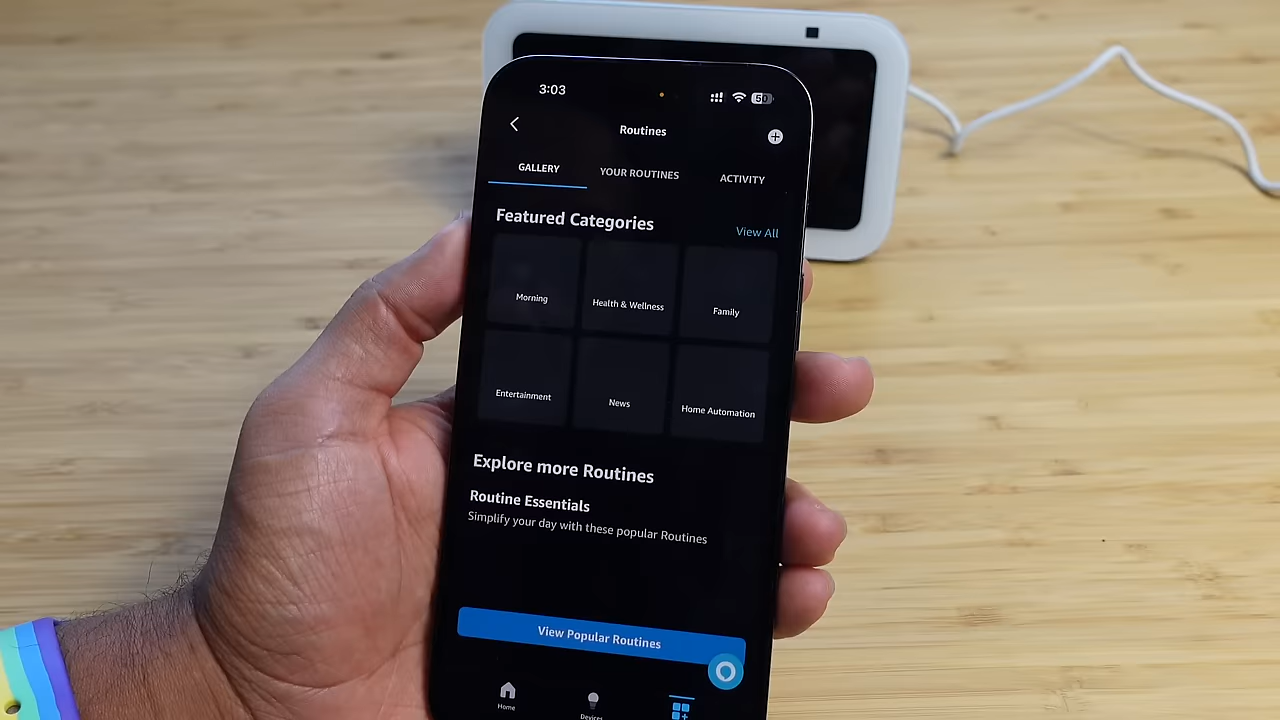 3:03
50
Routines
GALLERY
YOUR ROUTINES
ACTIVITY
Featured Categories
View All
Morning
Health & Wellness
Family
Entertainment
News
Home Automation
Explore more Routines
Routine Essentials
Simplify your day with these popular Routines
View Popular Routines
Home
Devices